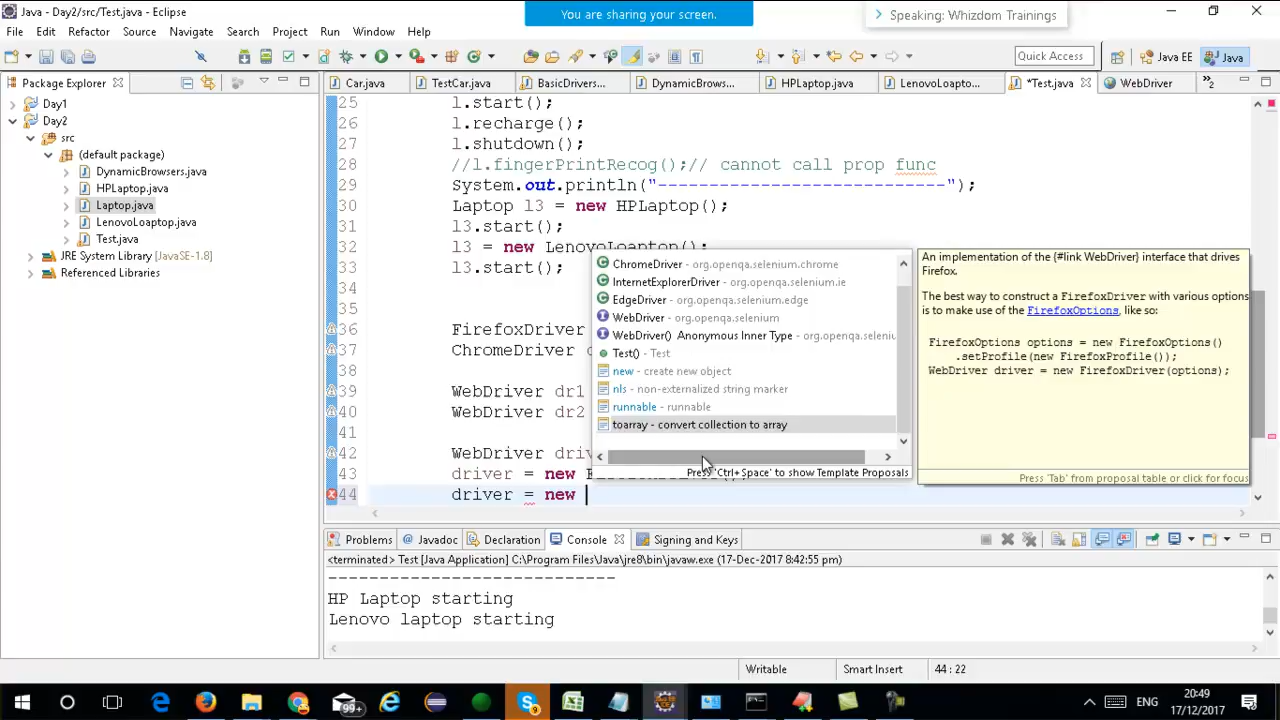 Java - Day2/src/Test.java - Eclipse
You are sharing your screen.
Speaking: Whizdom Trainings
File Edit Refactor Source Navigate Search Project Run Window Help
Quick Access
Java EE
Java
Package Explorer
Car.java
TestCar.java
BasicDrivers...
DynamicBrows...
HPLaptop.java
LenovoLoapto...
*Test.java
WebDriver
2
Day1
Day2
src
(default package)
DynamicBrowsers.java
HPLaptop.java
Laptop.java
LenovoLoaptop.java
Test.java
JRE System Library [JavaSE-1.8]
Referenced Libraries
25 l.start();
26 l.recharge();
27 l.shutdown();
28 //l.fingerPrintRecog();// cannot call prop func
29 System.out.println("----------------------------");
30 Laptop l3 = new HPLaptop();
31 l3.start();
32 l3 = new LenovoLoaptop();
33 l3.start();
34
35
36 FirefoxDriver
37 ChromeDriver
38
39 WebDriver dr1
40 WebDriver dr2
41
42 WebDriver driv
43 driver = new
44 driver = new
ChromeDriver - org.openqa.selenium.chrome
InternetExplorerDriver - org.openqa.selenium.ie
EdgeDriver - org.openqa.selenium.edge
WebDriver - org.openqa.selenium
WebDriver() Anonymous Inner Type - org.openqa.seleniu
Test() - Test
new - create new object
nls - non-externalized string marker
runnable - runnable
toarray - convert collection to array
Press 'Ctrl+Space' to show Template Proposals
An implementation of the {#link WebDriver} interface that drives
Firefox.
The best way to construct a FirefoxDriver with various options
is to make use of the FirefoxOptions, like so:
FirefoxOptions options = new FirefoxOptions()
.setProfile(new FirefoxProfile());
WebDriver driver = new FirefoxDriver(options);
Press 'Tab' from proposal table or click for focus
Problems
Javadoc
Declaration
Console
Signing and Keys
<terminated> Test [Java Application] C:\Program Files\Java\jre8\bin\javaw.exe (17-Dec-2017 8:42:55 pm)
----------------------------
HP Laptop starting
Lenovo laptop starting
Writable
Smart Insert
44 : 22
99+
9
ENG
20:49
17/12/2017